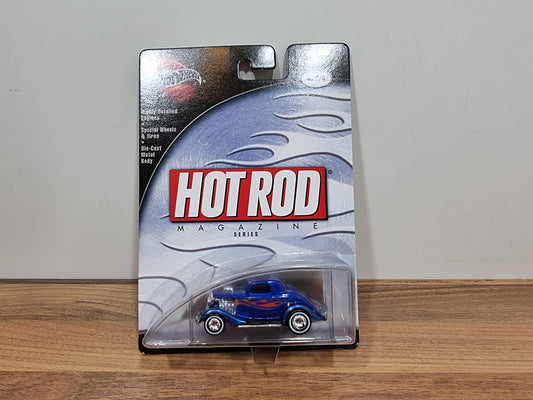 Highly Detailed
Engines
•
Special Wheels
& Tires
•
Die-Cast
Metal
Body
HOT ROD®
MAGAZINE
SERIES